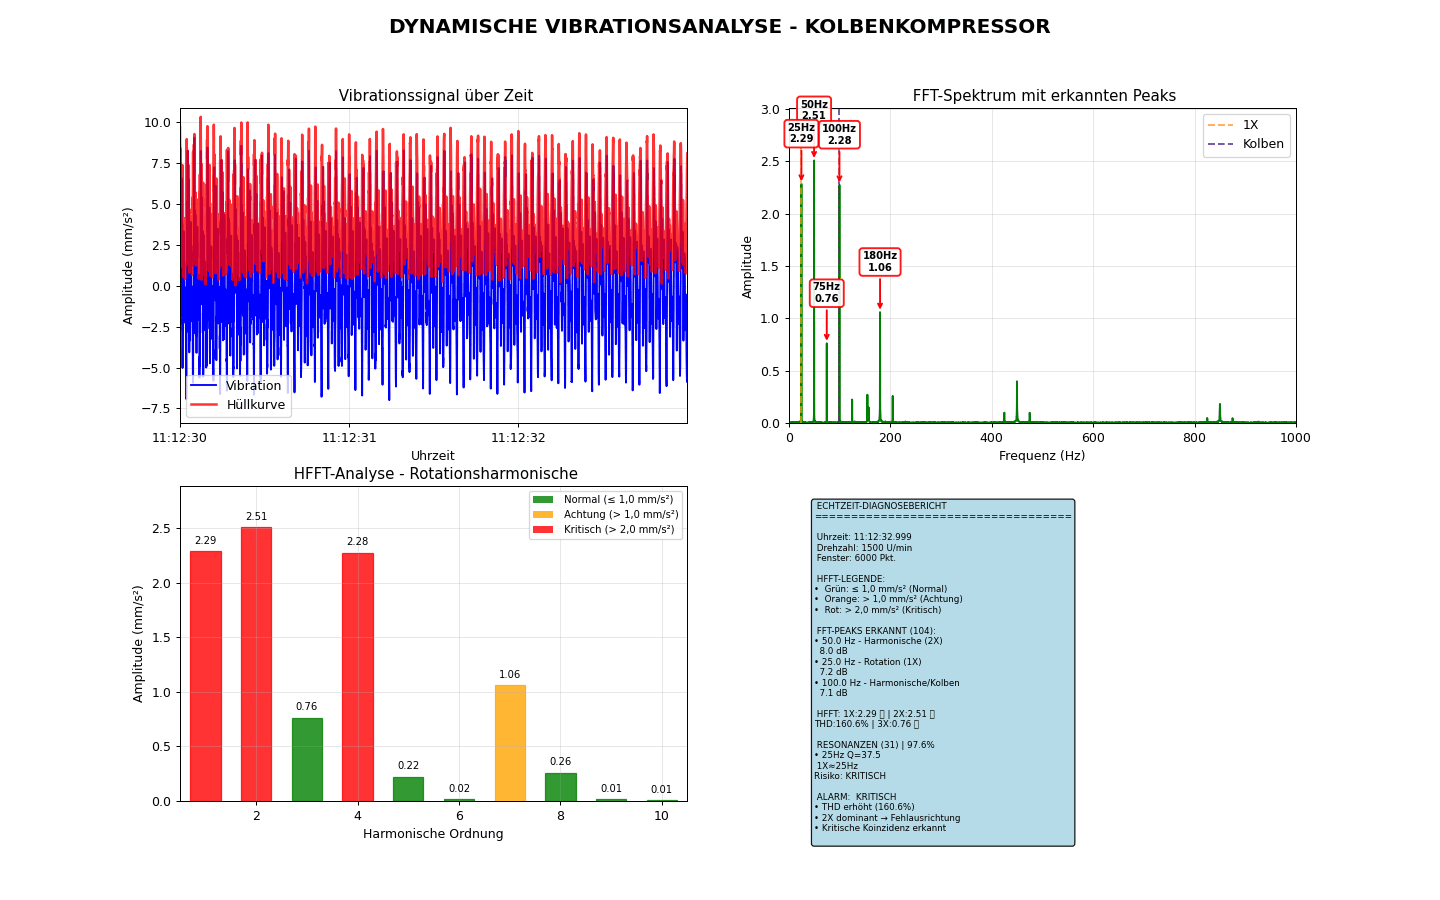 DYNAMISCHE VIBRATIONSANALYSE - KOLBENKOMPRESSOR
Vibrationssignal über Zeit
Amplitude (mm/s²)
10.0
7.5
5.0
2.5
0.0
−2.5
−5.0
−7.5
Vibration
Hüllkurve
11:12:30
11:12:31
11:12:32
Uhrzeit
FFT-Spektrum mit erkannten Peaks
Amplitude
3.0
2.5
2.0
1.5
1.0
0.5
0.0
50Hz
2.51
25Hz
2.29
100Hz
2.28
180Hz
1.06
75Hz
0.76
1X
Kolben
0
200
400
600
800
1000
Frequenz (Hz)
HFFT-Analyse - Rotationsharmonische
Amplitude (mm/s²)
2.5
2.0
1.5
1.0
0.5
0.0
2.29
2.51
0.76
2.28
0.22
0.02
1.06
0.26
0.01
0.01
Normal (≤ 1,0 mm/s²)
Achtung (> 1,0 mm/s²)
Kritisch (> 2,0 mm/s²)
2
4
6
8
10
Harmonische Ordnung
ECHTZEIT-DIAGNOSEBERICHT
===================================
Uhrzeit: 11:12:32.999
Drehzahl: 1500 U/min
Fenster: 6000 Pkt.
HFFT-LEGENDE:
• Grün: ≤ 1,0 mm/s² (Normal)
• Orange: > 1,0 mm/s² (Achtung)
• Rot: > 2,0 mm/s² (Kritisch)
FFT-PEAKS ERKANNT (104):
• 50.0 Hz - Harmonische (2X)
8.0 dB
• 25.0 Hz - Rotation (1X)
7.2 dB
• 100.0 Hz - Harmonische/Kolben
7.1 dB
HFFT: 1X:2.29 | 2X:2.51
THD:160.6% | 3X:0.76
RESONANZEN (31) | 97.6%
• 25Hz Q=37.5
1X≈25Hz
Risiko: KRITISCH
ALARM: KRITISCH
• THD erhöht (160.6%)
• 2X dominant → Fehlausrichtung
• Kritische Koinzidenz erkannt